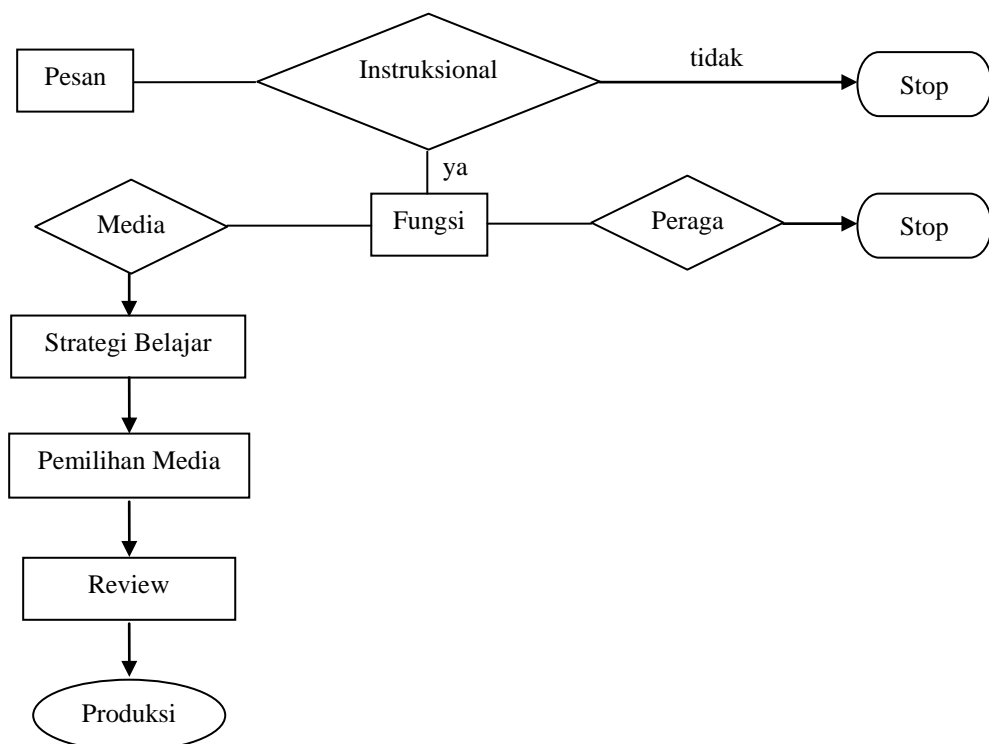 Pesan
Instruksional
tidak
Stop
ya
Media
Fungsi
Peraga
Stop
Strategi Belajar
Pemilihan Media
Review
Produksi